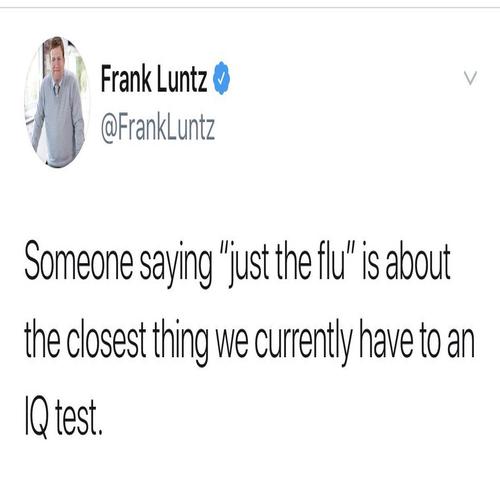 Frank Luntz
@FrankLuntz
Someone saying “just the flu” is about
the closest thing we currently have to an
IQ test.